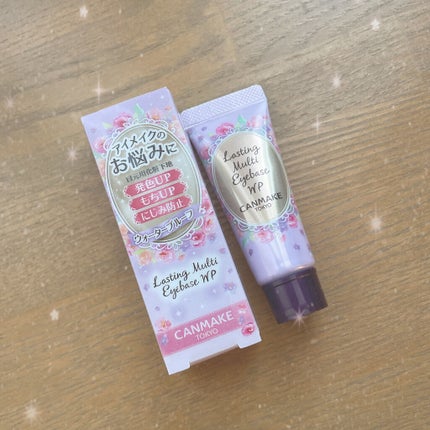 アイメイクの
お悩みに
目元用化粧下地
発色UP
もちUP
にじみ防止
ウォータープルーフ
Lasting Multi
Eyebase WP
CANMAKE
TOKYO
Lasting
Multi
Eyebase
WP
CANMAKE
TOKYO